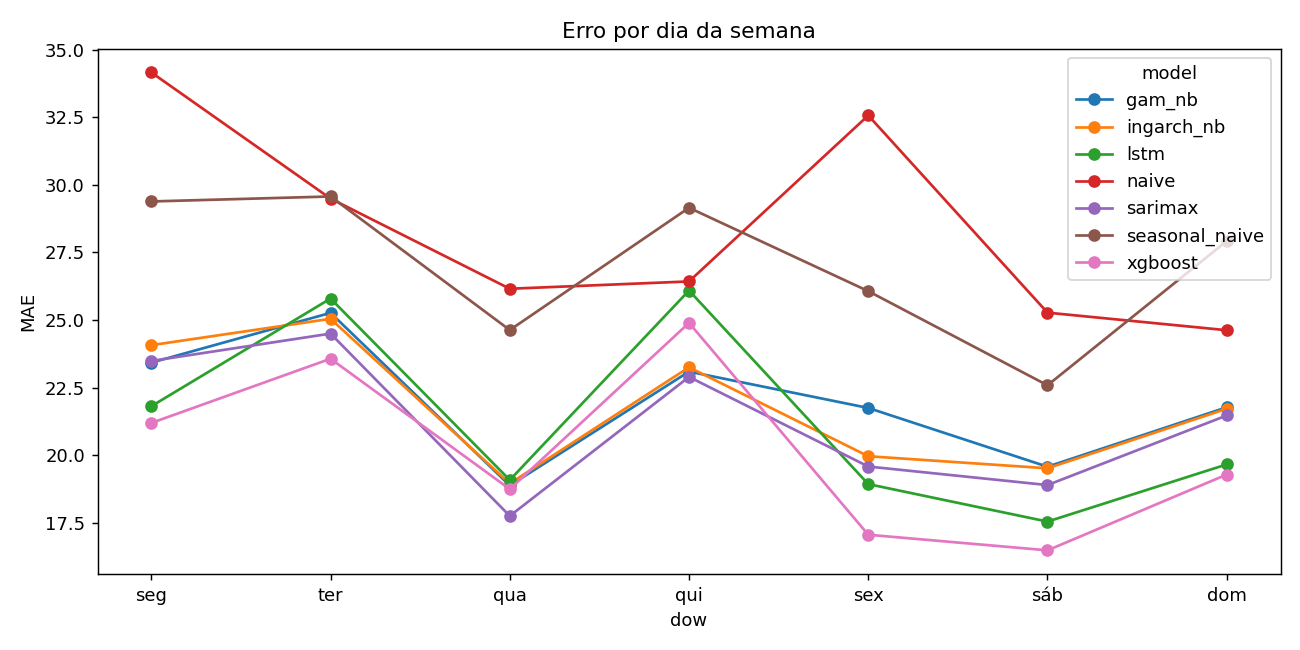 Erro por dia da semana
35.0
32.5
30.0
27.5
25.0
22.5
20.0
17.5
MAE
seg
ter
qua
qui
sex
sáb
dom
dow
model
gam_nb
ingarch_nb
lstm
naive
sarimax
seasonal_naive
xgboost